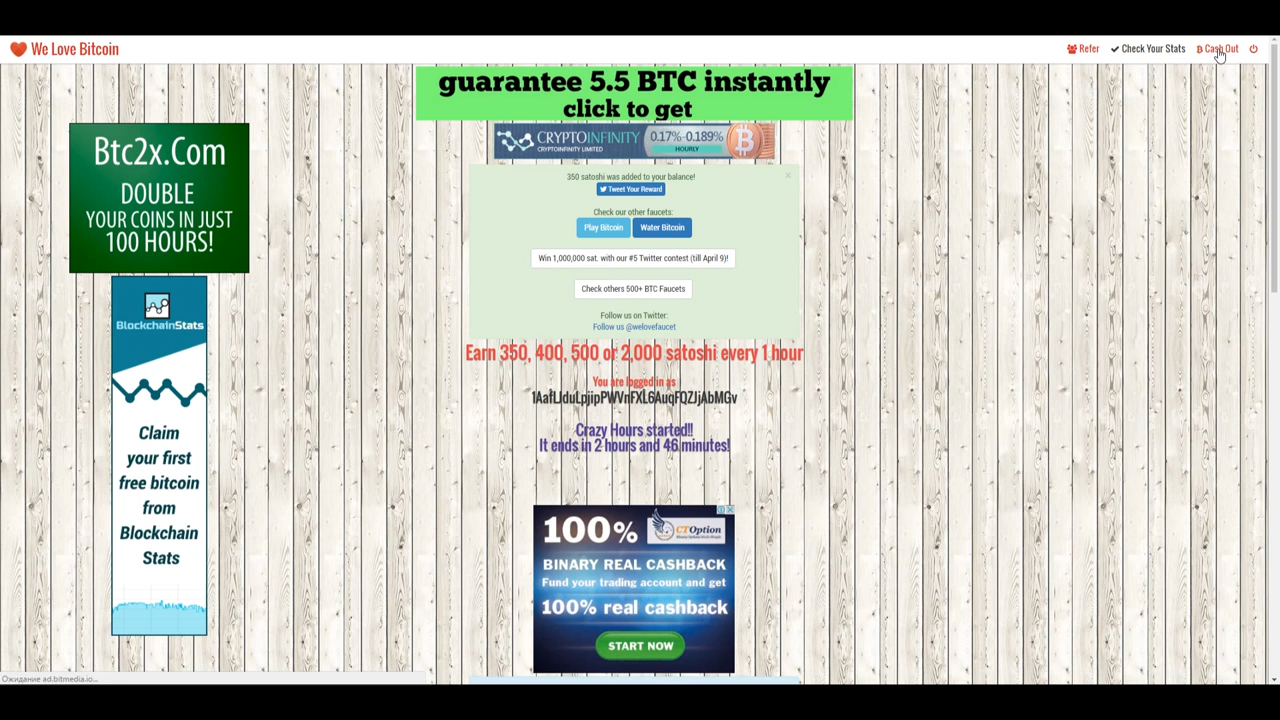 We Love Bitcoin
Refer
Check Your Stats
Cash Out
guarantee 5.5 BTC instantly
click to get
CRYPTOINFINITY
CRYPTOINFINITY LIMITED
0.17%-0.189%
HOURLY
Btc2x.Com
DOUBLE
YOUR COINS IN JUST
100 HOURS!
350 satoshi was added to your balance!
Tweet Your Reward
Check our other faucets:
Play Bitcoin
Water Bitcoin
Win 1,000,000 sat. with our #5 Twitter contest (till April 9)!
Check others 500+ BTC Faucets
Follow us on Twitter:
Follow us @welovefaucet
BLOCKCHAINSTATS
Claim
your first
free bitcoin
from
Blockchain
Stats
Earn 350, 400, 500 or 2,000 satoshi every 1 hour
You are logged in as
Crazy Hours started!!
It ends in 2 hours and 46 minutes!
100%
CTOption
BINARY REAL CASHBACK
Fund your trading account and get
100% real cashback
START NOW
Ожидание ad.bitmedia.io...